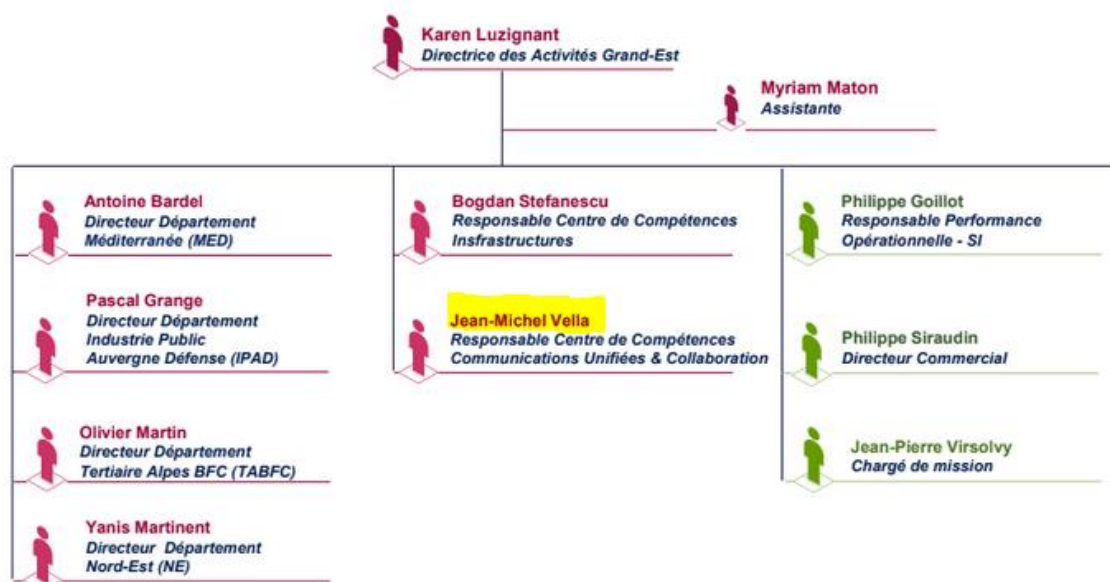 Karen Luzignant
Directrice des Activités Grand-Est
Myriam Maton
Assistante
Antoine Bardel
Directeur Département
Méditerranée (MED)
Pascal Grange
Directeur Département
Industrie Public
Auvergne Défense (IPAD)
Olivier Martin
Directeur Département
Tertiaire Alpes BFC (TABFC)
Yanis Martinent
Directeur Département
Nord-Est (NE)
Bogdan Stefanescu
Responsable Centre de Compétences
Insfrastructures
Jean-Michel Vella
Responsable Centre de Compétences
Communications Unifiées & Collaboration
Philippe Goillot
Responsable Performance
Opérationnelle - SI
Philippe Siraudin
Directeur Commercial
Jean-Pierre Virsolvy
Chargé de mission